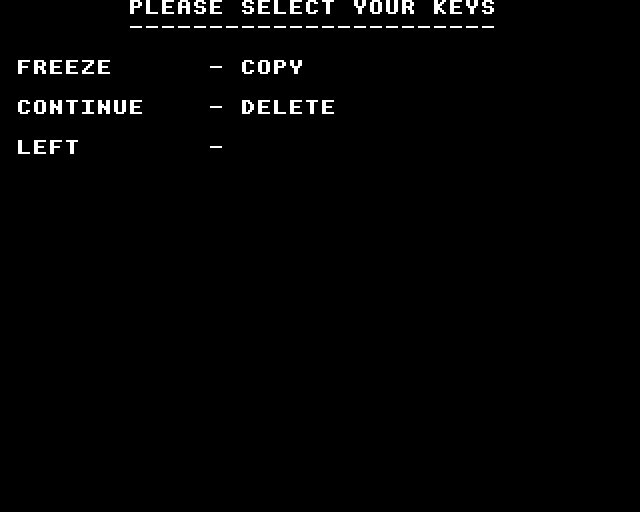 PLEASE SELECT YOUR KEYS
-----------------------
FREEZE - COPY
CONTINUE - DELETE
LEFT -